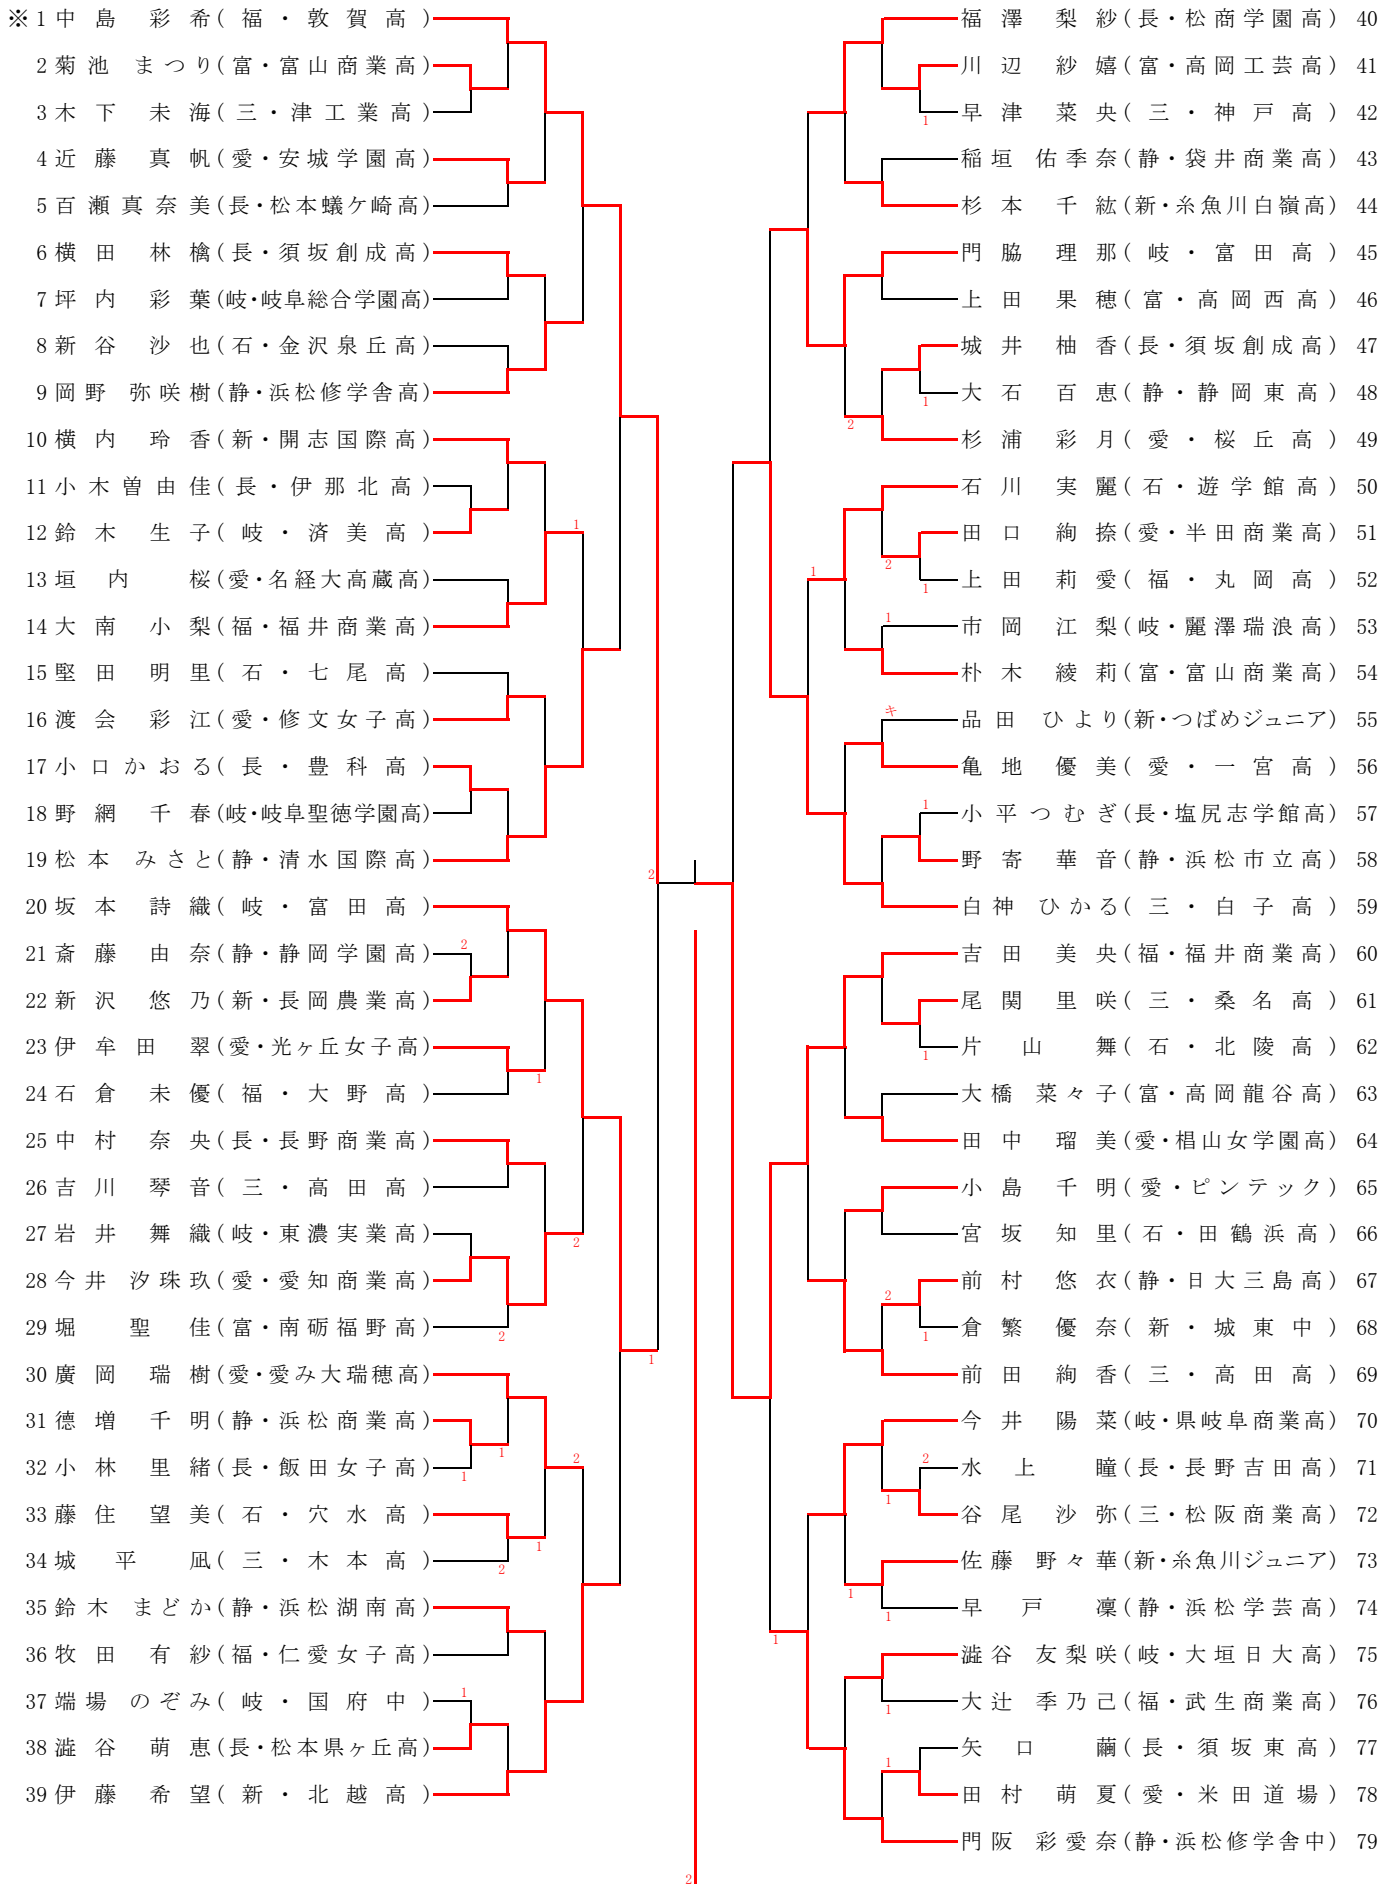 ※ 1 中島 彩希(福・敦賀高)
2 菊池 まつり(富・富山商業高)
3 木下 未海(三・津工業高)
4 近藤 真帆(愛・安城学園高)
5 百瀬真奈美(長・松本蟻ケ崎高)
6 横田 林檎(長・須坂創成高)
7 坪内 彩葉(岐・岐阜総合学園高)
8 新谷 沙也(石・金沢泉丘高)
9 岡野 弥咲樹(静・浜松修学舎高)
10 横内 玲香(新・開志国際高)
11 小木曽由佳(長・伊那北高)
12 鈴木 生子(岐・済美高)
1
13 垣内 桜(愛・名経大高蔵高)
14 大南 小梨(福・福井商業高)
15 堅田 明里(石・七尾高)
16 渡会 彩江(愛・修文女子高)
17 小口かおる(長・豊科高)
18 野網 千春(岐・岐阜聖徳学園高)
19 松本 みさと(静・清水国際高)
2
20 坂本 詩織(岐・富田高)
21 斎藤 由奈(静・静岡学園高)
2
22 新沢 悠乃(新・長岡農業高)
23 伊牟田 翠(愛・光ヶ丘女子高)
1
24 石倉 未優(福・大野高)
25 中村 奈央(長・長野商業高)
26 吉川 琴音(三・高田高)
27 岩井 舞織(岐・東濃実業高)
2
28 今井 汐珠玖(愛・愛知商業高)
29 堀 聖佳(富・南砺福野高)
2
1
30 廣岡 瑞樹(愛・愛み大瑞穂高)
31 德増 千明(静・浜松商業高)
1
2
32 小林 里緒(長・飯田女子高)
1
33 藤住 望美(石・穴水高)
1
34 城平 凪(三・木本高)
2
35 鈴木 まどか(静・浜松湖南高)
36 牧田 有紗(福・仁愛女子高)
37 端場 のぞみ(岐・国府中)
1
38 澁谷 萌恵(長・松本県ヶ丘高)
39 伊藤 希望(新・北越高)
2
福澤 梨紗(長・松商学園高) 40
川辺 紗嬉(富・高岡工芸高) 41
早津 菜央(三・神戸高) 42
1
稲垣 佑季奈(静・袋井商業高) 43
杉本 千紘(新・糸魚川白嶺高) 44
門脇 理那(岐・富田高) 45
上田 果穂(富・高岡西高) 46
城井 柚香(長・須坂創成高) 47
大石 百恵(静・静岡東高) 48
1
2
杉浦 彩月(愛・桜丘高) 49
石川 実麗(石・遊学館高) 50
田口 絢捺(愛・半田商業高) 51
2
1
上田 莉愛(福・丸岡高) 52
1
市岡 江梨(岐・麗澤瑞浪高) 53
1
朴木 綾莉(富・富山商業高) 54
品田 ひより(新・つばめジュニア) 55
キ
亀地 優美(愛・一宮高) 56
小平つむぎ(長・塩尻志学館高) 57
1
野寄 華音(静・浜松市立高) 58
白神 ひかる(三・白子高) 59
吉田 美央(福・福井商業高) 60
尾関 里咲(三・桑名高) 61
片山 舞(石・北陵高) 62
1
大橋 菜々子(富・高岡龍谷高) 63
田中 瑠美(愛・椙山女学園高) 64
小島 千明(愛・ピンテック) 65
宮坂 知里(石・田鶴浜高) 66
前村 悠衣(静・日大三島高) 67
2
倉繁 優奈(新・城東中) 68
1
前田 絢香(三・高田高) 69
今井 陽菜(岐・県岐阜商業高) 70
水上 瞳(長・長野吉田高) 71
2
1
谷尾 沙弥(三・松阪商業高) 72
佐藤 野々華(新・糸魚川ジュニア) 73
1
早戸 凜(静・浜松学芸高) 74
1
1
澁谷 友梨咲(岐・大垣日大高) 75
大辻 季乃己(福・武生商業高) 76
1
矢口 繭(長・須坂東高) 77
1
田村 萌夏(愛・米田道場) 78
門阪 彩愛奈(静・浜松修学舎中) 79